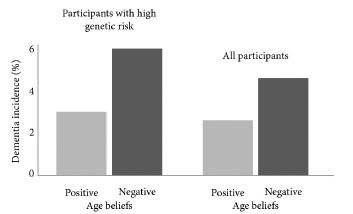 Participants with high
genetic risk
All participants
Dementia incidence (%)
6
4
2
0
Positive Negative
Age beliefs
Positive Negative
Age beliefs